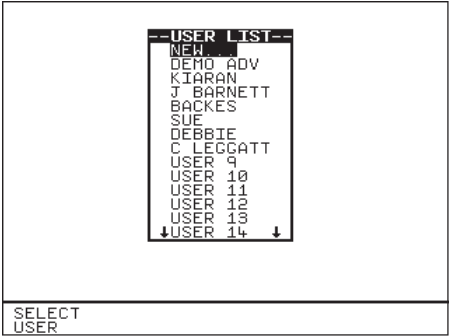 --USER LIST--
NEW...
DEMO ADV
KIARAN
J BARNETT
BACKES
SUE
DEBBIE
C LEGGATT
USER 9
USER 10
USER 11
USER 12
USER 13
↓USER 14 ↓
SELECT
USER